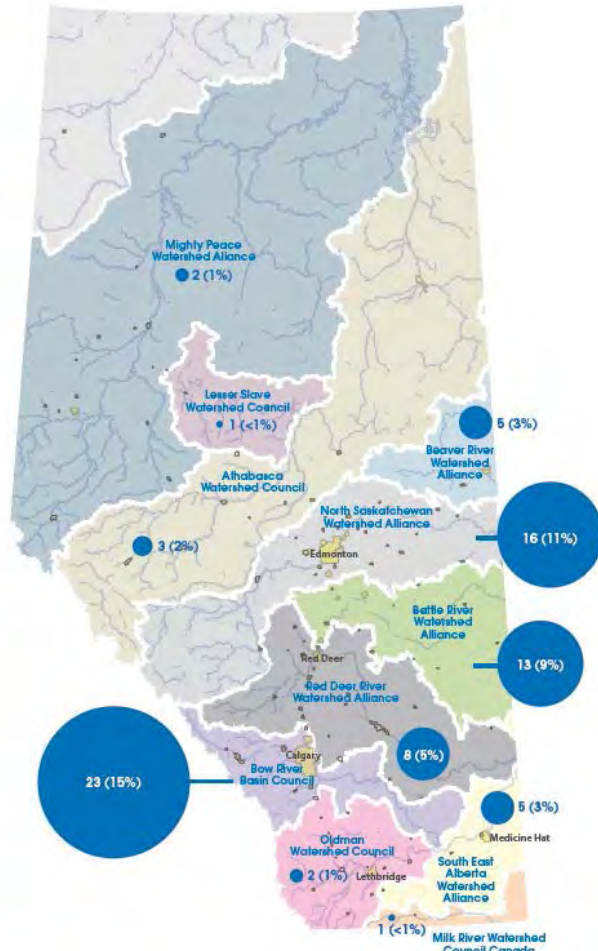 Mighty Peace
Watershed Aliance
2 (1%)
Lesser Slave
Watershed Council
1 (<1%)
5 (3%)
Beaver River
Watershed
Alliance
Athabasca
Watershed Council
3 (2%)
North Saskatchewan
Watershed Alliance
Edmonton
16 (11%)
Battle River
Watershed
Alliance
13 (9%)
Red Deer
Red Deer River
Watershed Alliance
8 (5%)
23 (15%)
Calgary
Bow River
Basin Council
5 (3%)
Medicine Hat
Oldman
Watershed Council
2 (1%)
Lethbridge
South East
Alberta
Watershed
Alliance
1 (<1%)
Milk River Watershed
Council Canada